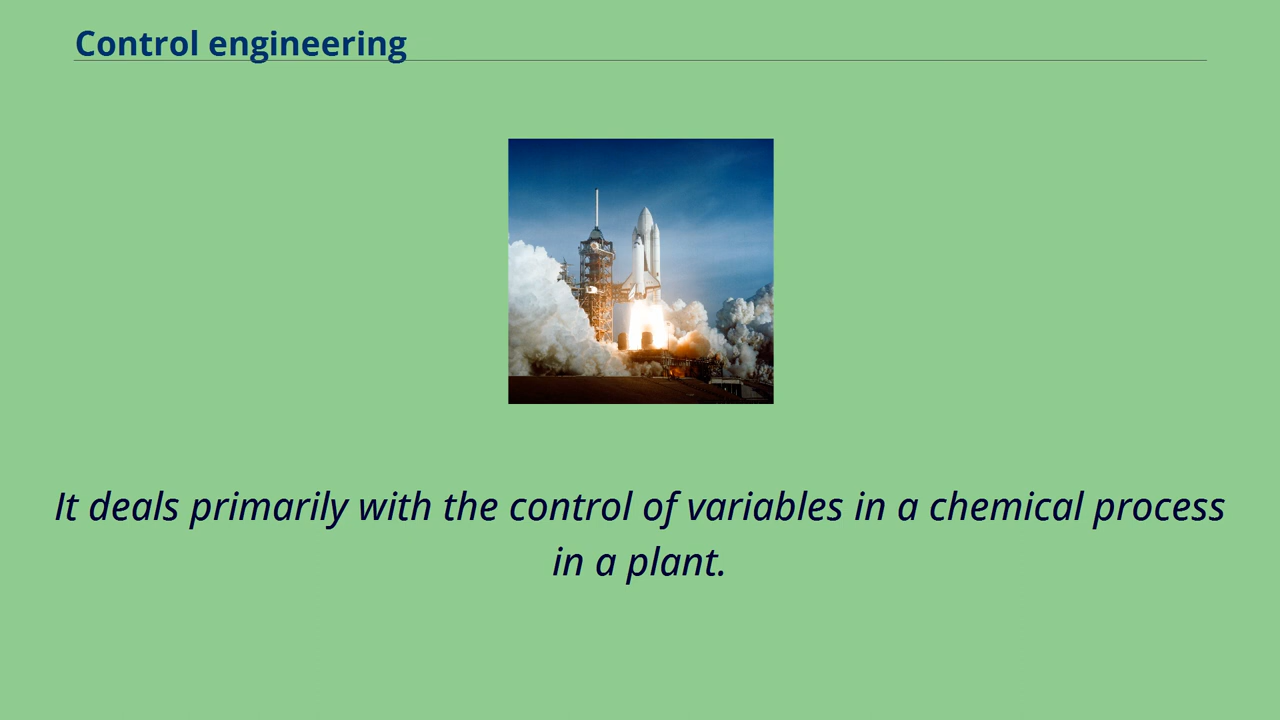 Control engineering
It deals primarily with the control of variables in a chemical process
in a plant.